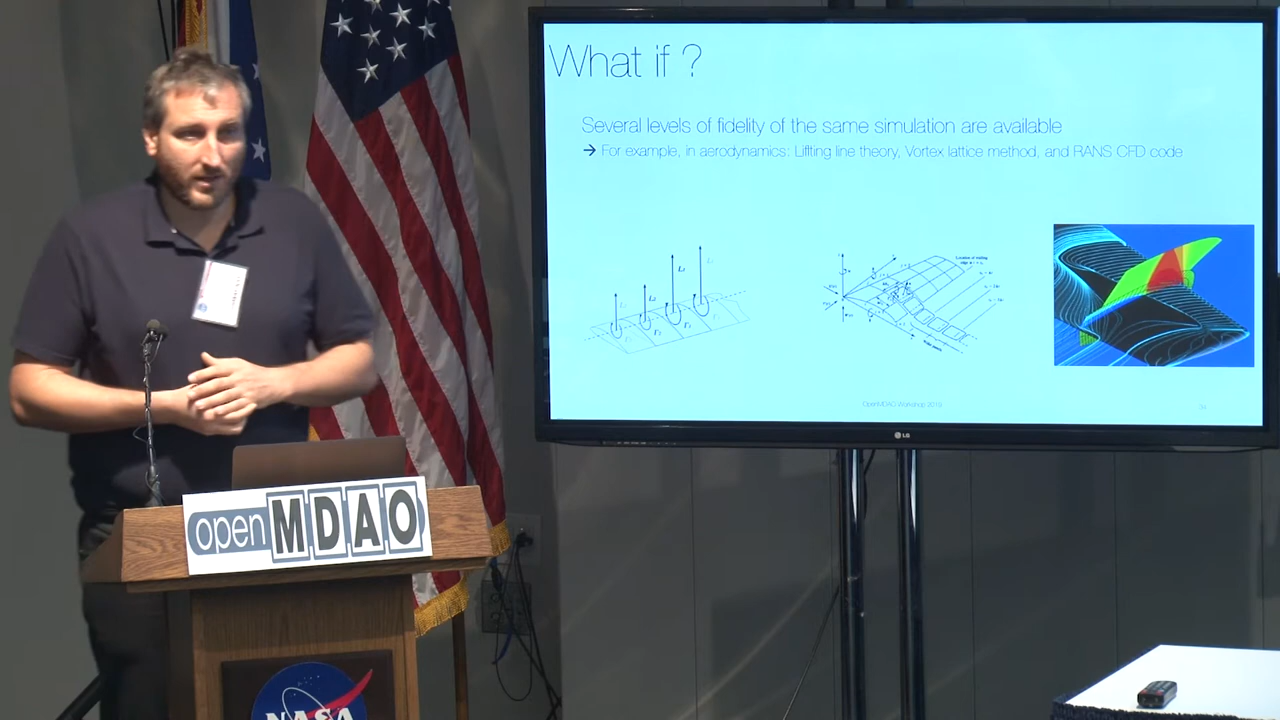 What if ?
Several levels of fidelity of the same simulation are available
→ For example, in aerodynamics: Lifting line theory, Vortex lattice method, and RANS CFD code
OpenMDAO Workshop 2019
LG
open MDAO
NASA